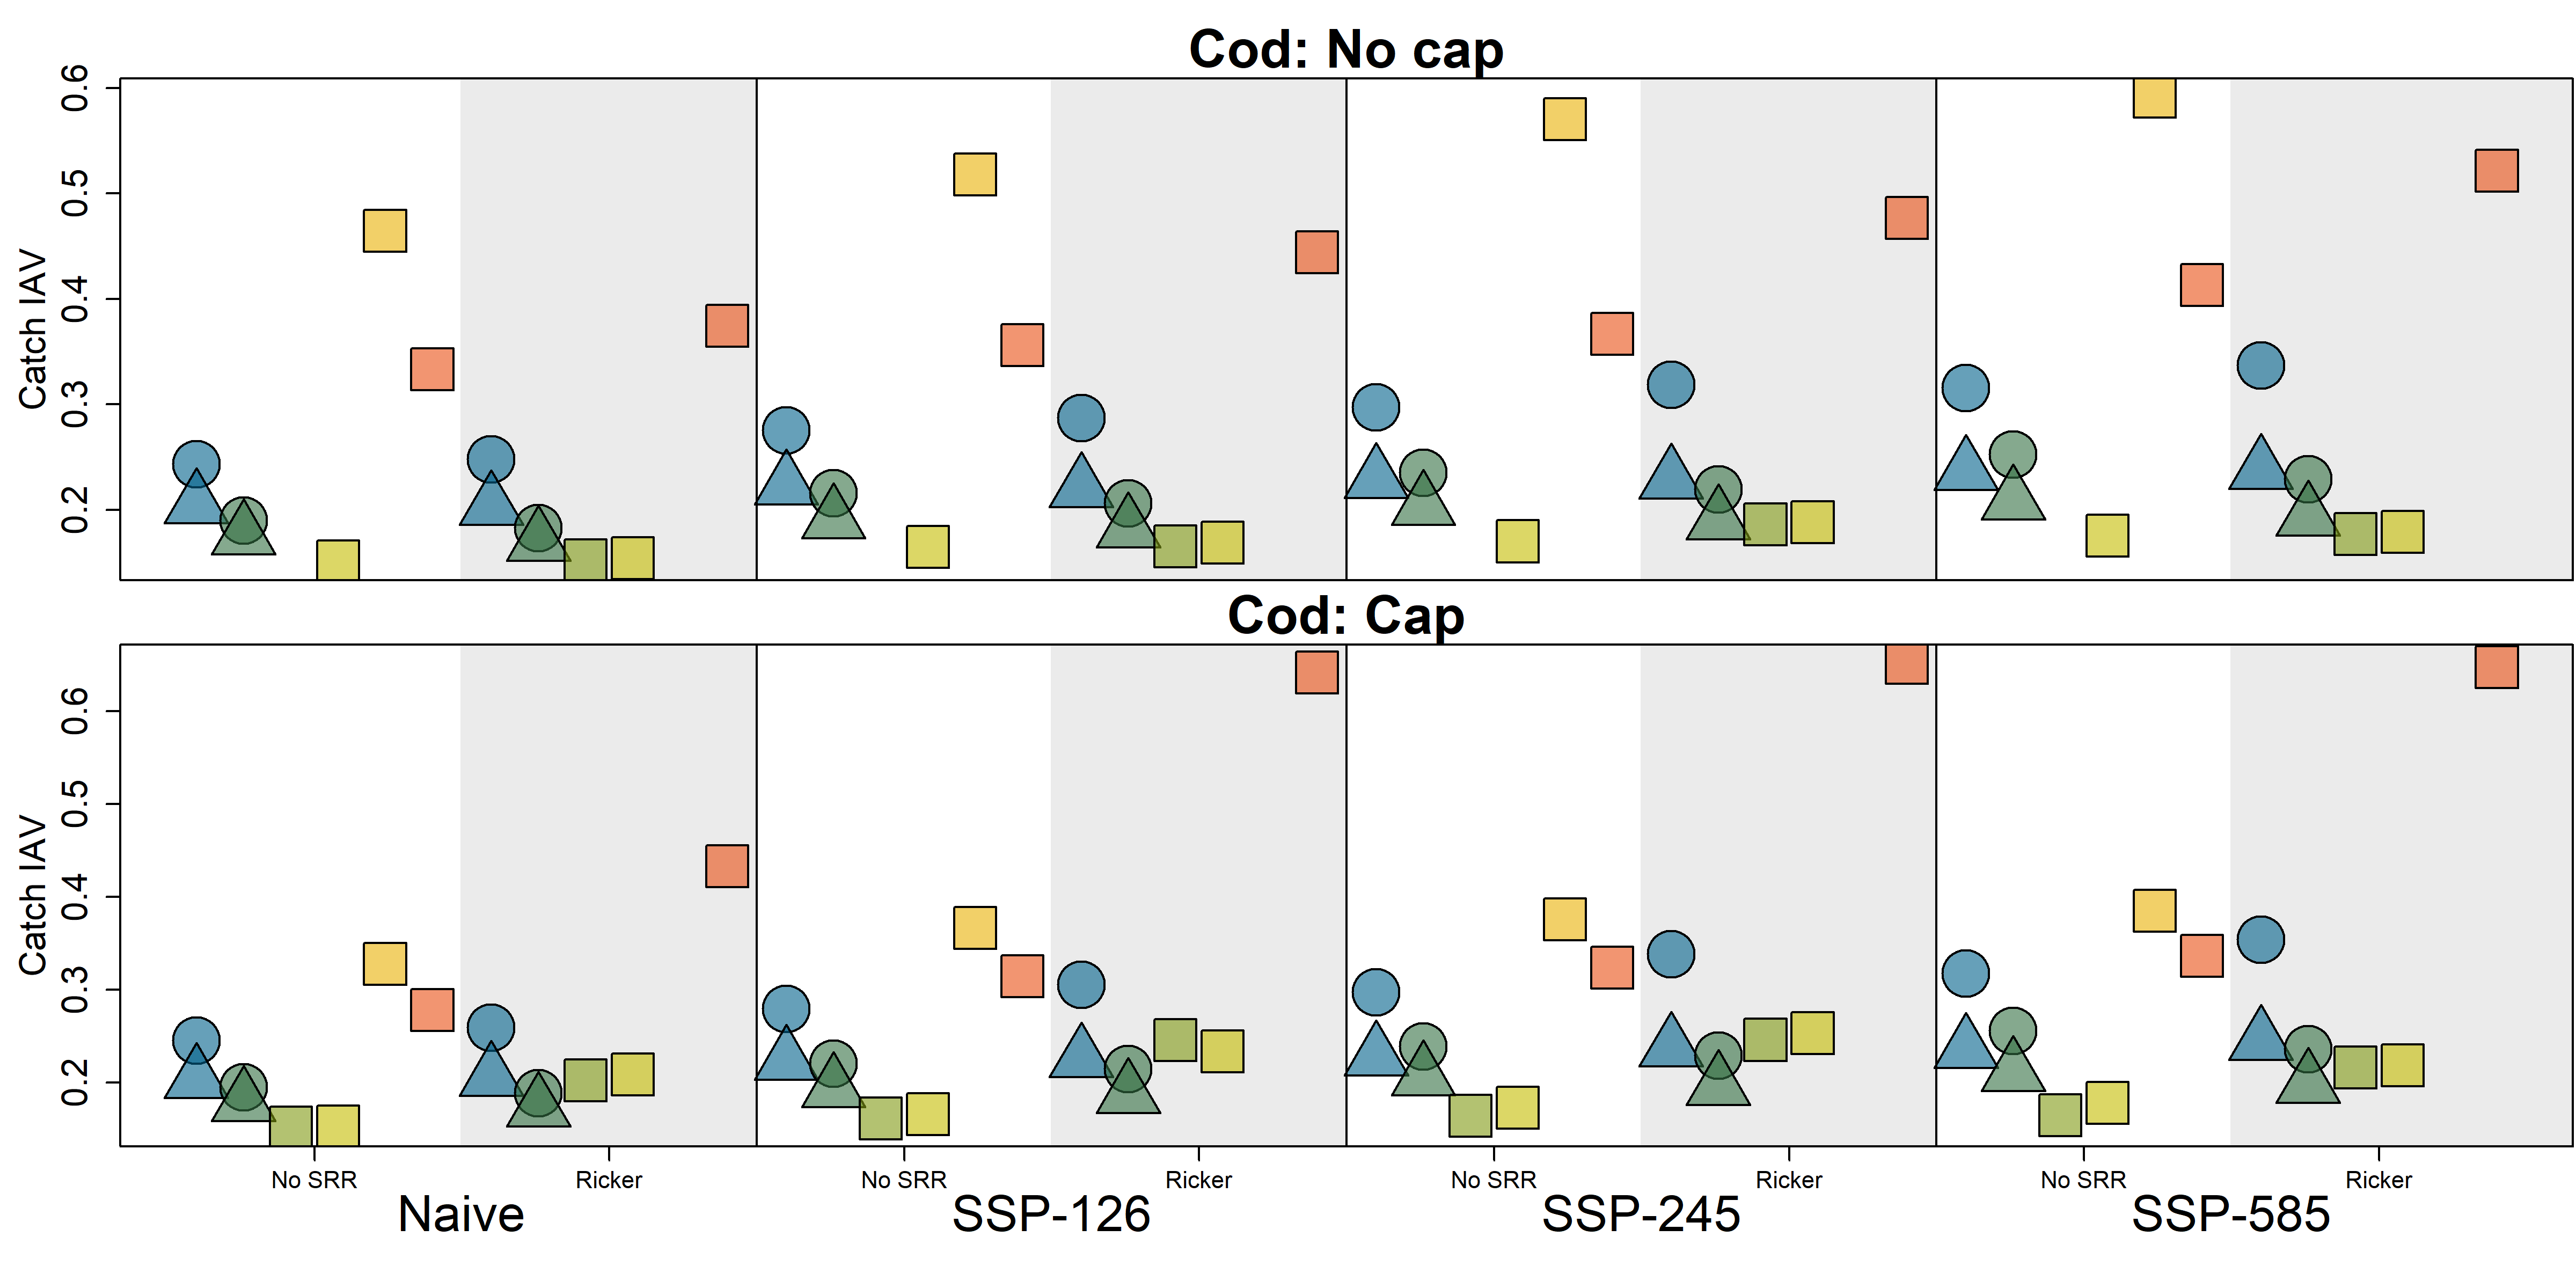 Cod: No cap
Catch IAV
0.6
0.5
0.4
0.3
0.2
Cod: Cap
Catch IAV
0.6
0.5
0.4
0.3
0.2
No SRR Ricker No SRR Ricker No SRR Ricker No SRR Ricker
Naive SSP-126 SSP-245 SSP-585